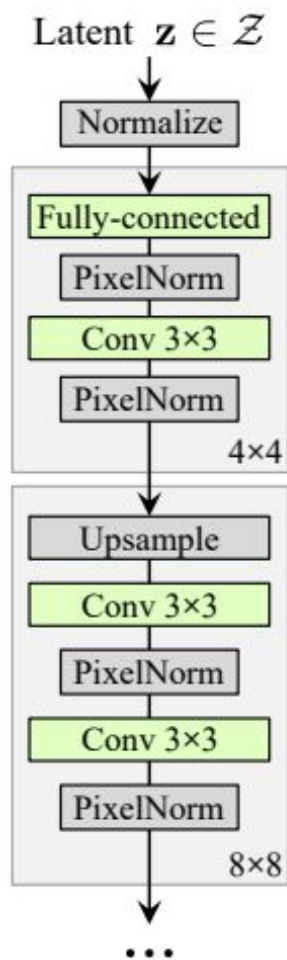 Latent z ∈ 𝒵
Normalize
Fully-connected
PixelNorm
Conv 3×3
PixelNorm
4×4
Upsample
Conv 3×3
PixelNorm
Conv 3×3
PixelNorm
8×8
...